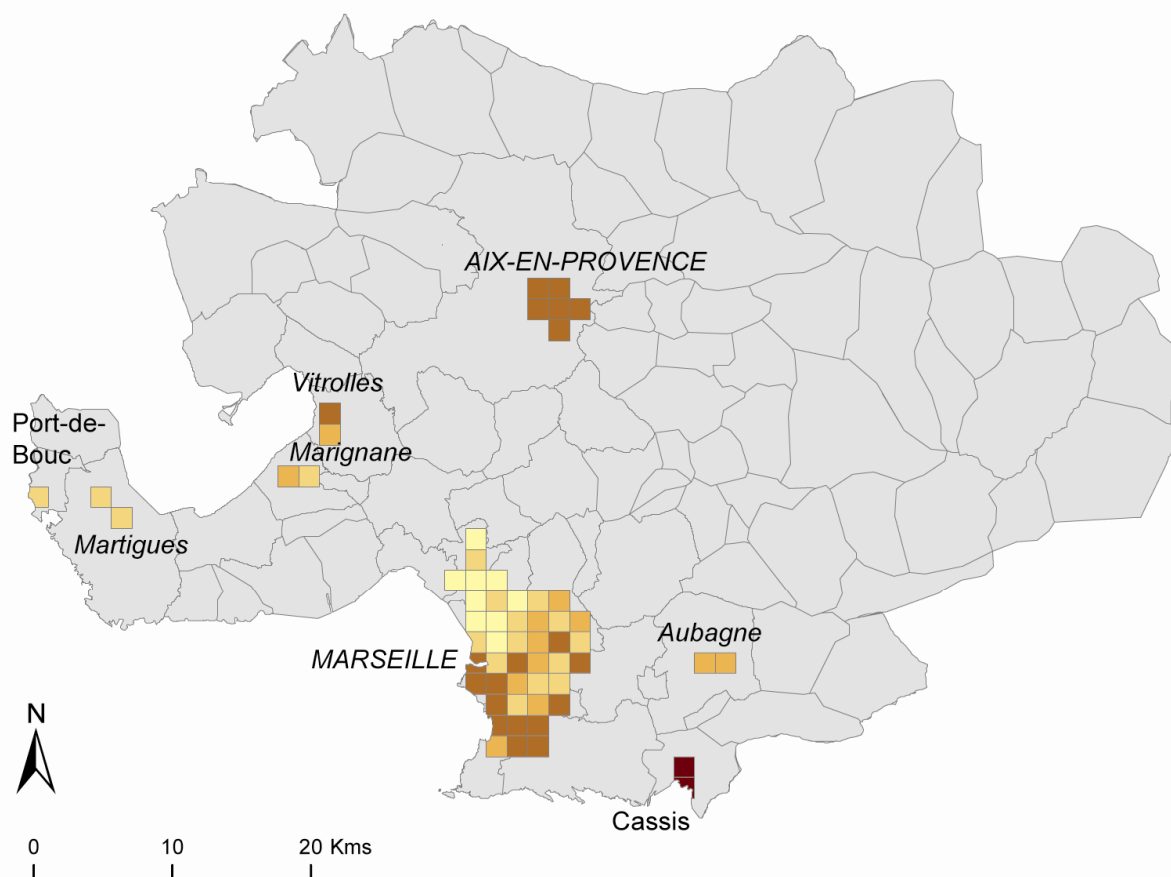 AIX-EN-PROVENCE
Vitrolles
Port-de-
Bouc
Marignane
Martigues
Aubagne
MARSEILLE
N
Cassis
0 10 20 Kms